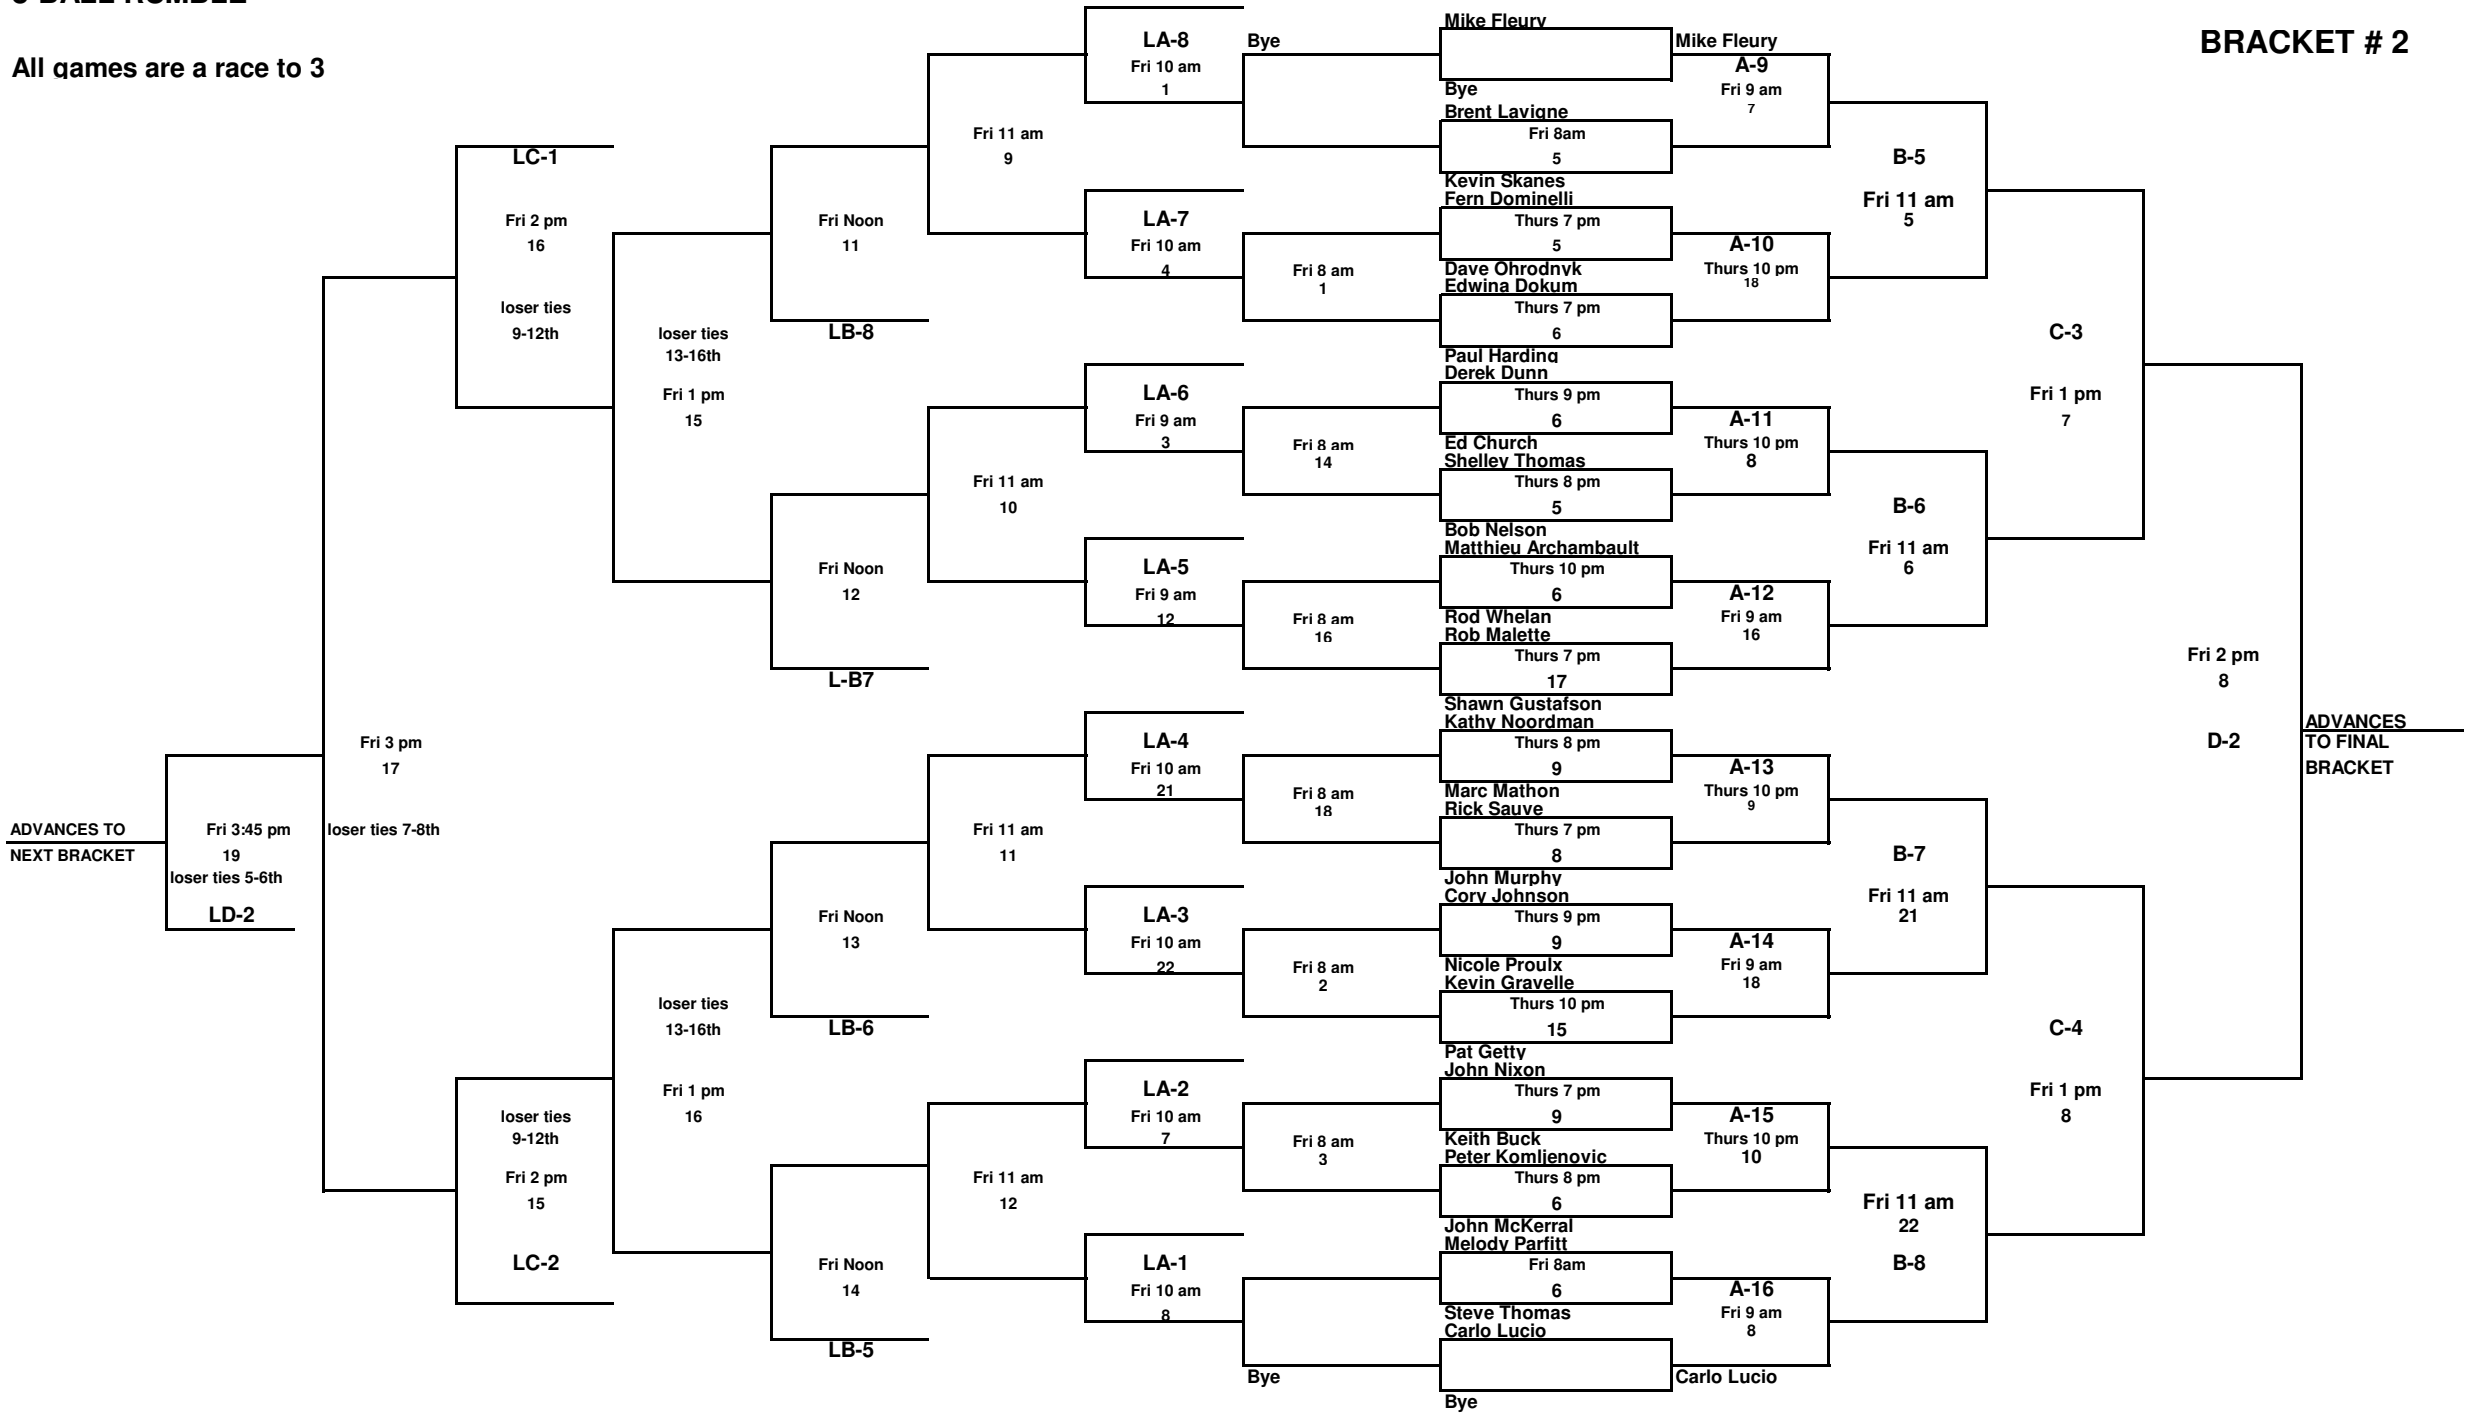 BALL RUMBLE
All games are a race to 3
BRACKET # 2
ADVANCES TO
NEXT BRACKET
Fri 3:45 pm
19
loser ties 5-6th
LD-2
Fri 3 pm
17
loser ties 7-8th
LC-1
Fri 2 pm
16
loser ties
9-12th
loser ties
9-12th
Fri 2 pm
15
LC-2
loser ties
13-16th
Fri 1 pm
15
loser ties
13-16th
Fri 1 pm
16
Fri Noon
11
LB-8
Fri Noon
12
L-B7
Fri Noon
13
LB-6
Fri Noon
14
LB-5
Fri 11 am
9
Fri 11 am
10
Fri 11 am
11
Fri 11 am
12
LA-8
Fri 10 am
1
LA-7
Fri 10 am
4
LA-6
Fri 9 am
3
LA-5
Fri 9 am
12
LA-4
Fri 10 am
21
LA-3
Fri 10 am
22
LA-2
Fri 10 am
7
LA-1
Fri 10 am
8
Bye
Fri 8 am
1
Fri 8 am
14
Fri 8 am
16
Fri 8 am
18
Fri 8 am
2
Fri 8 am
3
Bye
Mike Fleury
Bye
Brent Lavigne
Fri 8am
5
Kevin Skanes
Fern Dominelli
Thurs 7 pm
5
Dave Ohrodnyk
Edwina Dokum
Thurs 7 pm
6
Paul Harding
Derek Dunn
Thurs 9 pm
6
Ed Church
Shelley Thomas
Thurs 8 pm
5
Bob Nelson
Matthieu Archambault
Thurs 10 pm
6
Rod Whelan
Rob Malette
Thurs 7 pm
17
Shawn Gustafson
Kathy Noordman
Thurs 8 pm
9
Marc Mathon
Rick Sauve
Thurs 7 pm
8
John Murphy
Cory Johnson
Thurs 9 pm
9
Nicole Proulx
Kevin Gravelle
Thurs 10 pm
15
Pat Getty
John Nixon
Thurs 7 pm
9
Keith Buck
Peter Komljenovic
Thurs 8 pm
6
John McKerral
Melody Parfitt
Fri 8am
6
Steve Thomas
Carlo Lucio
Bye
Mike Fleury
A-9
Fri 9 am
7
A-10
Thurs 10 pm
18
A-11
Thurs 10 pm
8
A-12
Fri 9 am
16
A-13
Thurs 10 pm
9
A-14
Fri 9 am
18
A-15
Thurs 10 pm
10
A-16
Fri 9 am
8
Carlo Lucio
B-5
Fri 11 am
5
B-6
Fri 11 am
6
B-7
Fri 11 am
21
Fri 11 am
22
B-8
C-3
Fri 1 pm
7
C-4
Fri 1 pm
8
Fri 2 pm
8
D-2
ADVANCES
TO FINAL
BRACKET